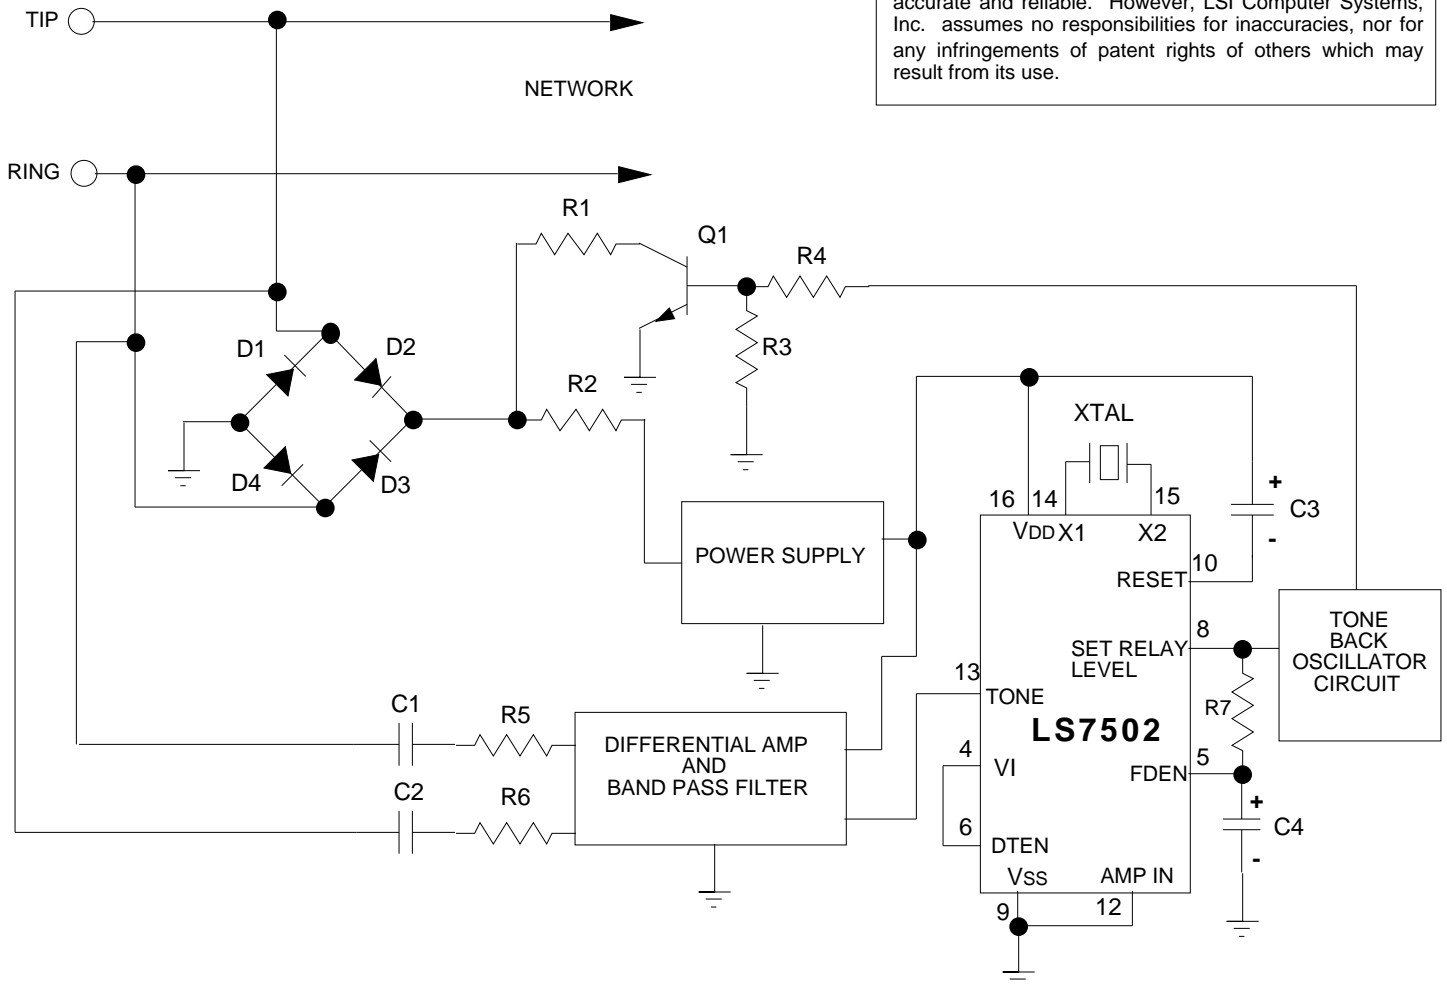 accurate and reliable. However, LSI Computer Systems,
Inc. assumes no responsibilities for inaccuracies, nor for
any infringements of patent rights of others which may
result from its use.
TIP
NETWORK
RING
R1
Q1
R4
D1
D2
R3
R2
XTAL
D4
D3
16
14
15
+
C3
-
VDD
X1
X2
POWER SUPPLY
10
RESET
TONE
BACK
OSCILLATOR
CIRCUIT
8
SET RELAY
LEVEL
13
TONE
C1
R5
R7
LS7502
DIFFERENTIAL AMP
AND
BAND PASS FILTER
4
VI
5
FDEN
C2
R6
+
C4
-
6
DTEN
VSS
AMP IN
9
12